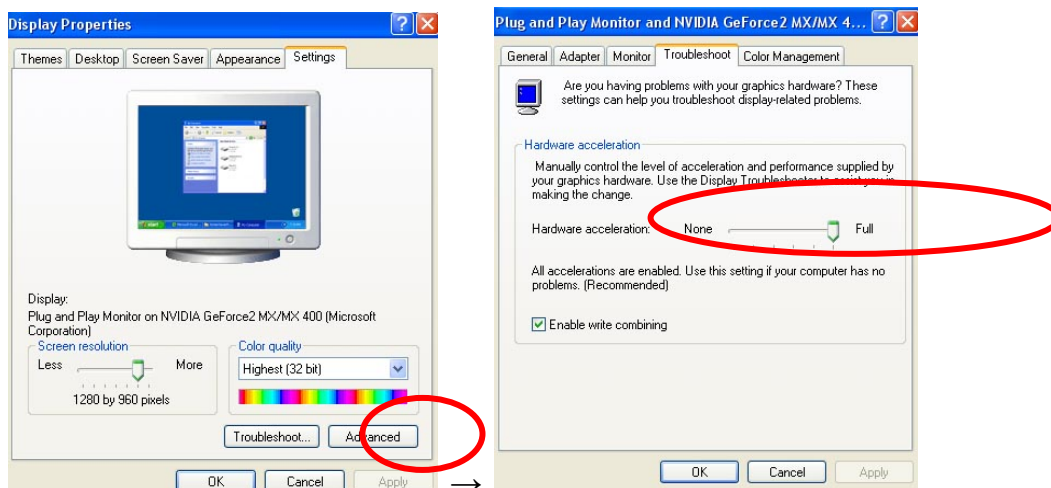 Display Properties
Themes Desktop Screen Saver Appearance Settings
Display:
Plug and Play Monitor on NVIDIA GeForce2 MX/MX 400 (Microsoft
Corporation)
Screen resolution
Less More
1280 by 960 pixels
Color quality
Highest (32 bit)
Troubleshoot... Advanced
OK Cancel Apply
→
Plug and Play Monitor and NVIDIA GeForce2 MX/MX 4...
General Adapter Monitor Troubleshoot Color Management
Are you having problems with your graphics hardware? These
settings can help you troubleshoot display-related problems.
Hardware acceleration
Manually control the level of acceleration and performance supplied by
your graphics hardware. Use the Display Troubleshooter to assist you in
making the change.
Hardware acceleration: None Full
All accelerations are enabled. Use this setting if your computer has no
problems. (Recommended)
Enable write combining
OK Cancel Apply